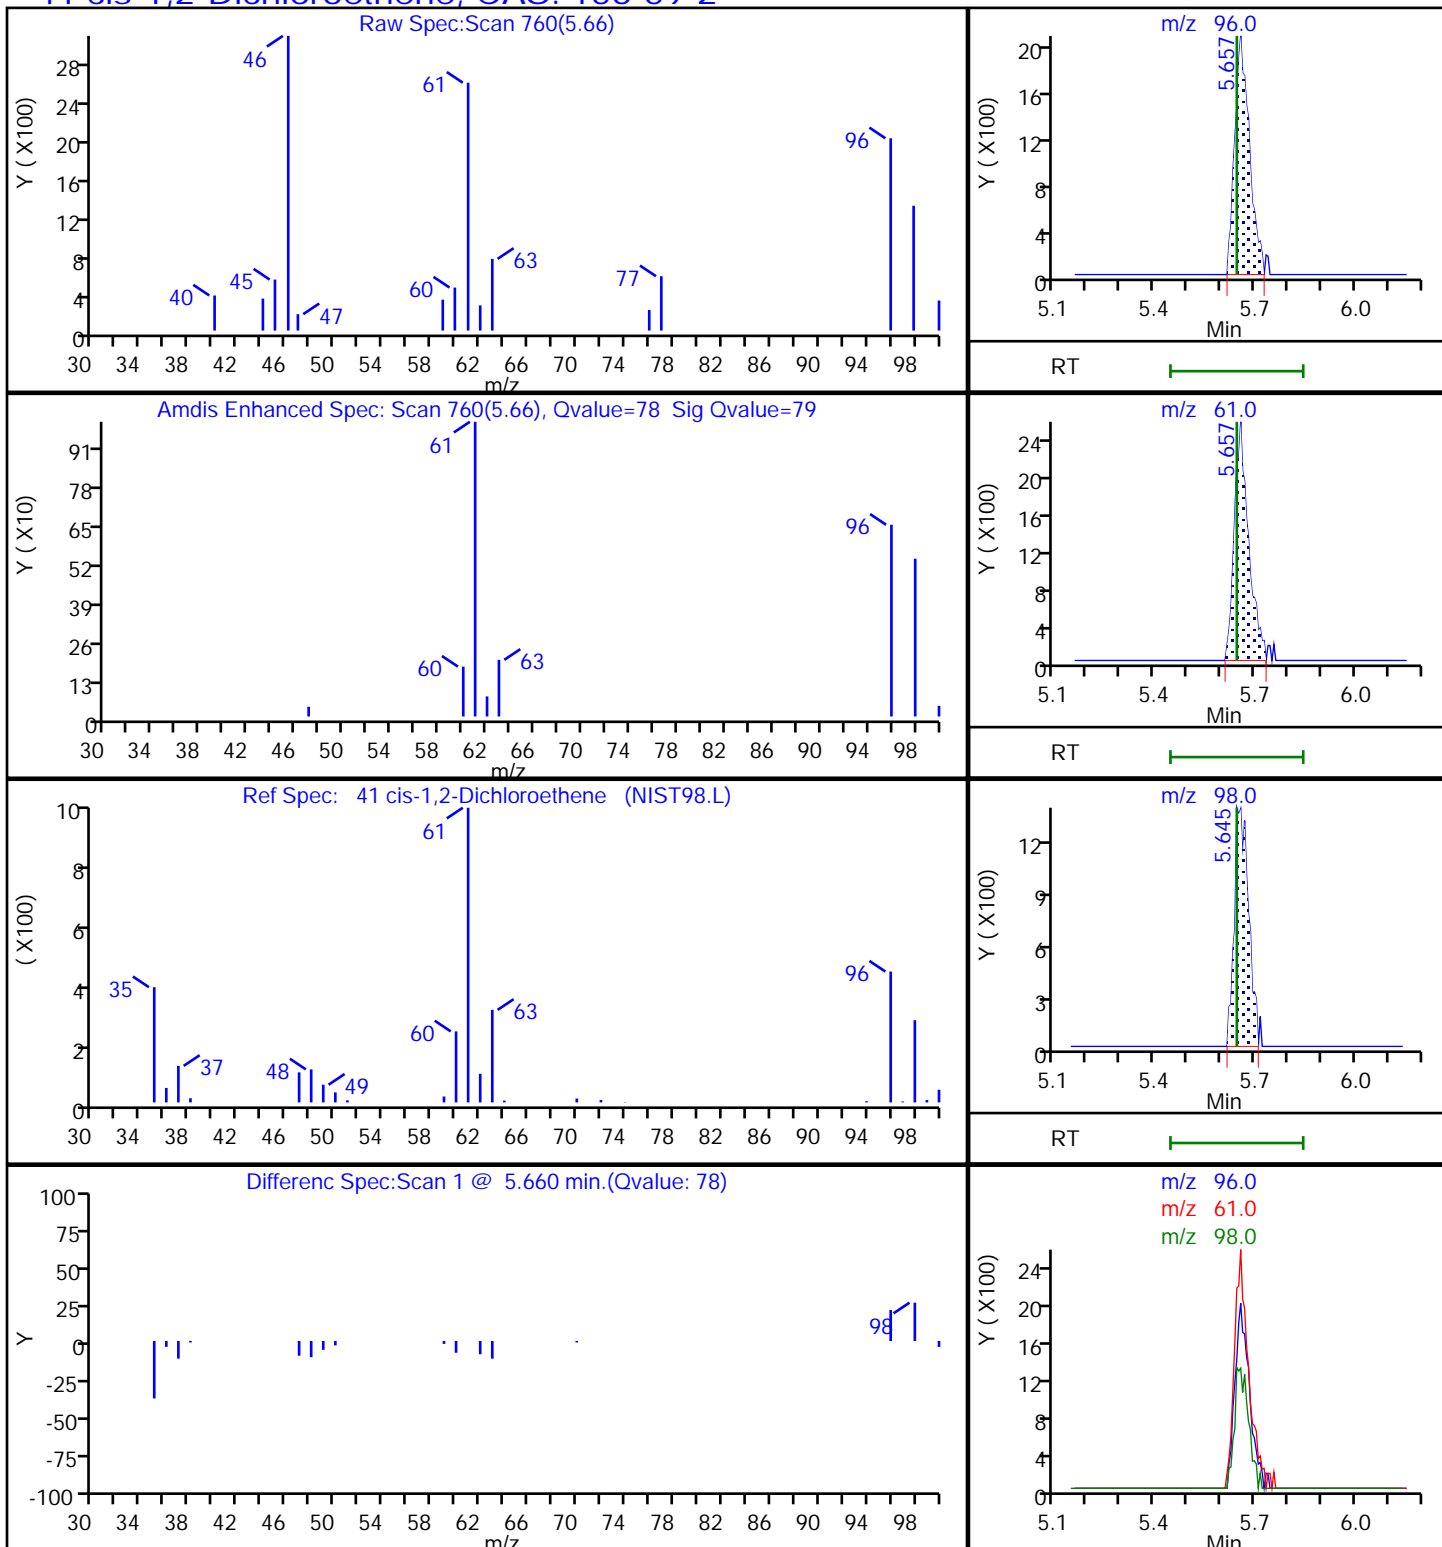 41 cis-1,2-Dichloroethene, CAS: 156-59-2
Raw Spec:Scan 760(5.66)
Y ( X100)
28
24
20
16
12
8
4
0
46
61
96
40
45
47
60
63
77
30 34 38 42 46 50 54 58 62 66 70 74 78 82 86 90 94 98
m/z
m/z 96.0
Y ( X100)
20
16
12
8
4
0
5.657
5.1 5.4 5.7 6.0
Min
RT
Amdis Enhanced Spec: Scan 760(5.66), Qvalue=78 Sig Qvalue=79
Y ( X10)
91
78
65
52
39
26
13
0
61
96
60
63
30 34 38 42 46 50 54 58 62 66 70 74 78 82 86 90 94 98
m/z
m/z 61.0
Y ( X100)
24
20
16
12
8
4
0
5.657
5.1 5.4 5.7 6.0
Min
RT
Ref Spec: 41 cis-1,2-Dichloroethene (NIST98.L)
( X100)
10
8
6
4
2
0
61
96
35
37
48
49
60
63
30 34 38 42 46 50 54 58 62 66 70 74 78 82 86 90 94 98
m/z 98.0
Y ( X100)
12
9
6
3
0
5.645
5.1 5.4 5.7 6.0
Min
RT
Differenc Spec:Scan 1 @ 5.660 min.(Qvalue: 78)
Y
100
75
50
25
0
-25
-50
-75
-100
98
30 34 38 42 46 50 54 58 62 66 70 74 78 82 86 90 94 98
m/z
m/z 96.0
m/z 61.0
m/z 98.0
Y ( X100)
24
20
16
12
8
4
0
5.1 5.4 5.7 6.0
Min